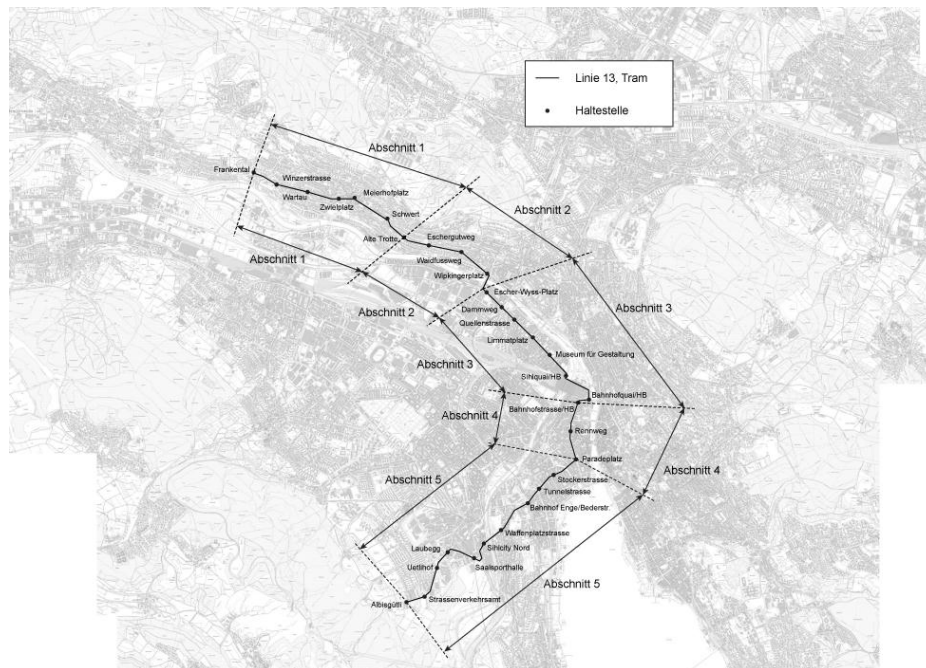 Linie 13, Tram
Haltestelle
Abschnitt 1
Frankental
Winzerstrasse
Wartau
Zwielplatz
Meierhofplatz
Schwert
Alte Trotte
Abschnitt 1
Abschnitt 2
Eschergutweg
Waidfussweg
Wipkingerplatz
Abschnitt 2
Escher-Wyss-Platz
Dammweg
Quellenstrasse
Limmatplatz
Museum für Gestaltung
Sihlquai/HB
Bahnhofquai/HB
Abschnitt 3
Abschnitt 3
Bahnhofstrasse/HB
Rennweg
Paradeplatz
Abschnitt 4
Abschnitt 4
Stockerstrasse
Tunnelstrasse
Bahnhof Enge/Bederstr.
Waffenplatzstrasse
Sihlcity Nord
Saalsporthalle
Laubegg
Uetlihof
Strassenverkehrsamt
Albisgütli
Abschnitt 5
Abschnitt 5